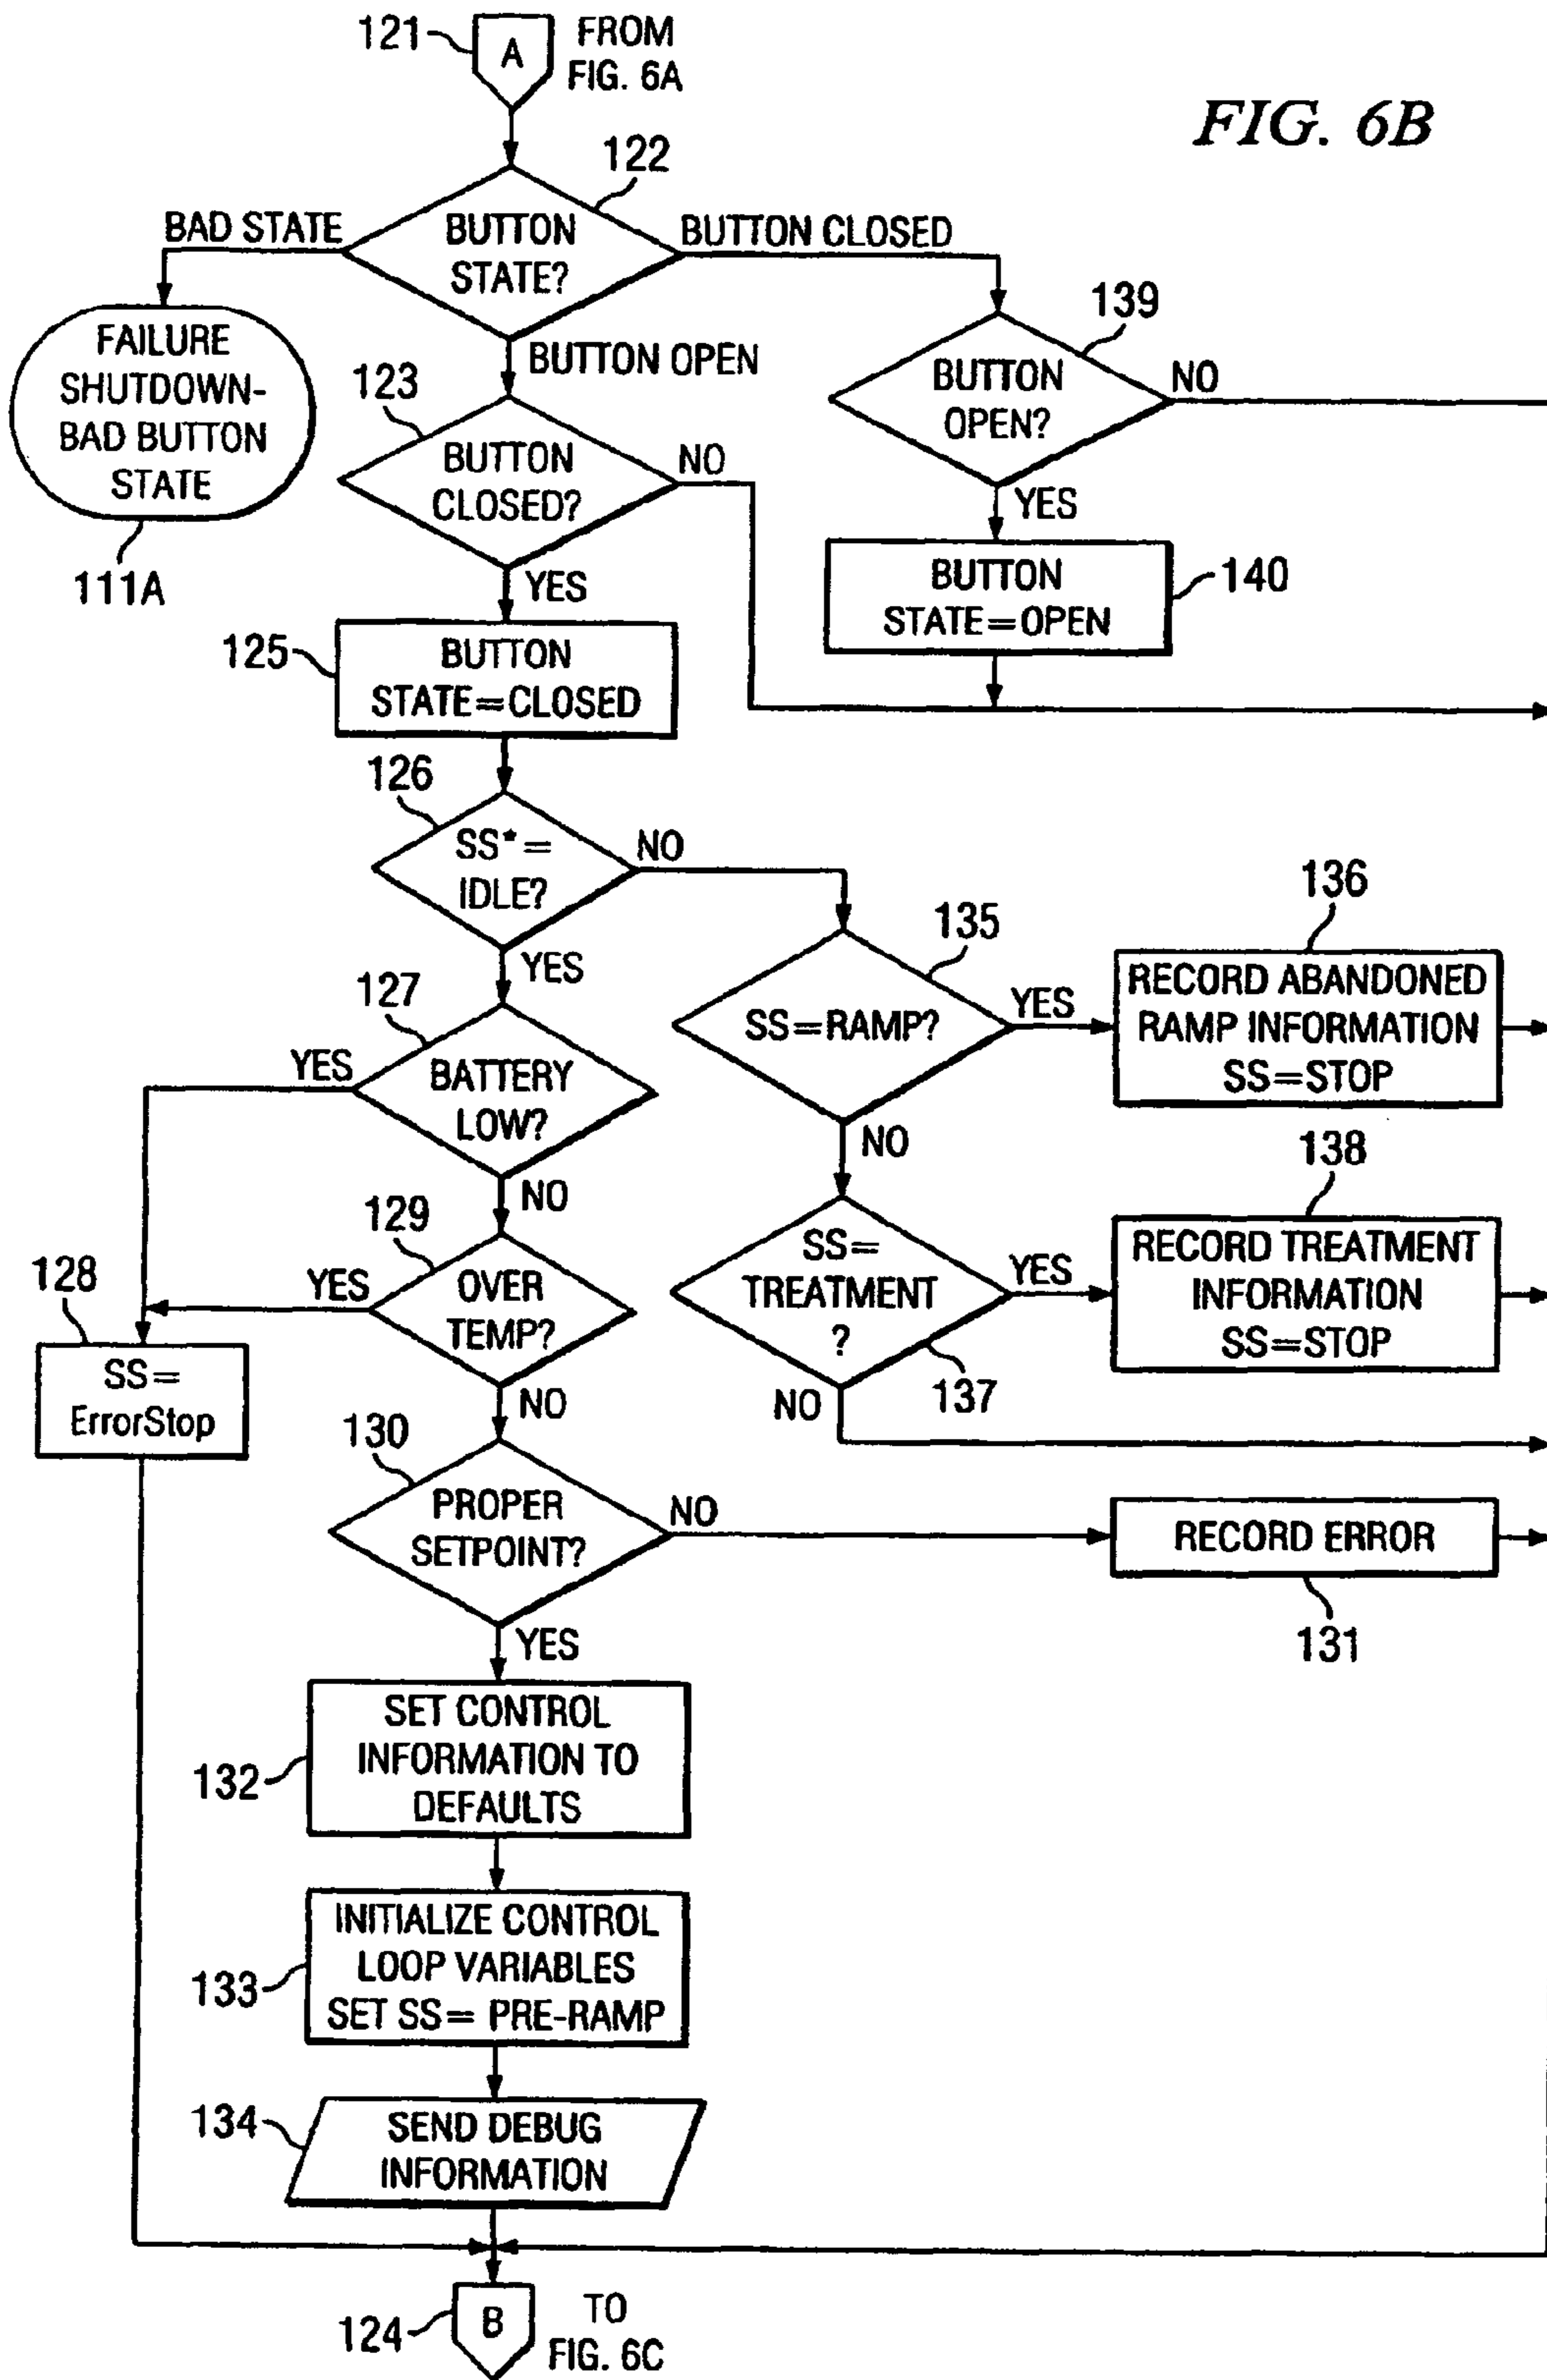 121
A
FROM
FIG. 6A
FIG. 6B
122
BAD STATE
BUTTON
STATE?
BUTTON CLOSED
FAILURE
SHUTDOWN-
BAD BUTTON
STATE
111A
BUTTON OPEN
139
BUTTON
OPEN?
NO
123
BUTTON
CLOSED?
NO
YES
BUTTON
STATE=OPEN
140
YES
125
BUTTON
STATE=CLOSED
126
SS*=
IDLE?
NO
YES
135
SS=RAMP?
YES
136
RECORD ABANDONED
RAMP INFORMATION
SS=STOP
NO
127
YES
BATTERY
LOW?
NO
138
SS=
TREATMENT
?
YES
RECORD TREATMENT
INFORMATION
SS=STOP
137
NO
129
YES
OVER
TEMP?
NO
128
SS=
ErrorStop
130
PROPER
SETPOINT?
NO
RECORD ERROR
131
YES
132
SET CONTROL
INFORMATION TO
DEFAULTS
133
INITIALIZE CONTROL
LOOP VARIABLES
SET SS= PRE-RAMP
134
SEND DEBUG
INFORMATION
124
B
TO
FIG. 6C